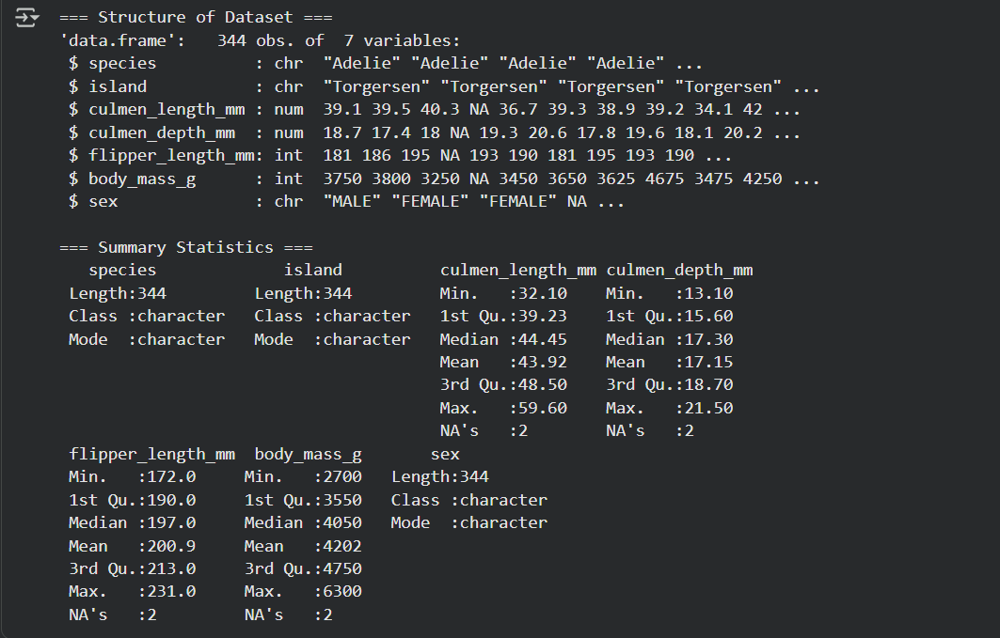 === Structure of Dataset ===
'data.frame':   344 obs. of  7 variables:
 $ species          : chr  "Adelie" "Adelie" "Adelie" "Adelie" ...
 $ island           : chr  "Torgersen" "Torgersen" "Torgersen" "Torgersen" ...
 $ culmen_length_mm : num  39.1 39.5 40.3 NA 36.7 39.3 38.9 39.2 34.1 42 ...
 $ culmen_depth_mm  : num  18.7 17.4 18 NA 19.3 20.6 17.8 19.6 18.1 20.2 ...
 $ flipper_length_mm: int  181 186 195 NA 193 190 181 195 193 190 ...
 $ body_mass_g      : int  3750 3800 3250 NA 3450 3650 3625 4675 3475 4250 ...
 $ sex              : chr  "MALE" "FEMALE" "FEMALE" NA ...

=== Summary Statistics ===
   species             island          culmen_length_mm culmen_depth_mm
 Length:344         Length:344         Min.   :32.10    Min.   :13.10  
 Class :character   Class :character   1st Qu.:39.23    1st Qu.:15.60  
 Mode  :character   Mode  :character   Median :44.45    Median :17.30  
                                       Mean   :43.92    Mean   :17.15  
                                       3rd Qu.:48.50    3rd Qu.:18.70  
                                       Max.   :59.60    Max.   :21.50  
                                       NA's   :2        NA's   :2      
 flipper_length_mm  body_mass_g       sex           
 Min.   :172.0     Min.   :2700   Length:344        
 1st Qu.:190.0     1st Qu.:3550   Class :character  
 Median :197.0     Median :4050   Mode  :character  
 Mean   :200.9     Mean   :4202                     
 3rd Qu.:213.0     3rd Qu.:4750                     
 Max.   :231.0     Max.   :6300                     
 NA's   :2         NA's   :2